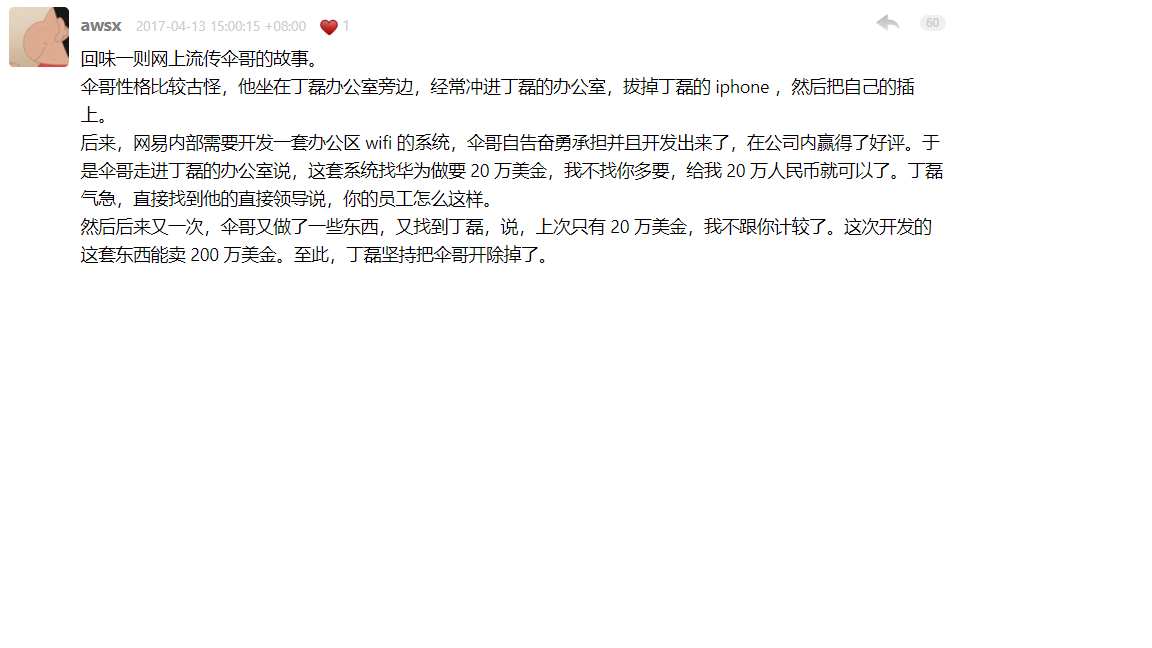 awsx 2017-04-13 15:00:15 +08:00 ❤️ 1 60
回味一则网上流传伞哥的故事。
伞哥性格比较古怪，他坐在丁磊办公室旁边，经常冲进丁磊的办公室，拔掉丁磊的 iphone ，然后把自己的插
上。
后来，网易内部需要开发一套办公区 wifi 的系统，伞哥自告奋勇承担并且开发出来了，在公司内赢得了好评。于
是伞哥走进丁磊的办公室说，这套系统找华为做要 20 万美金，我不找你多要，给我 20 万人民币就可以了。丁磊
气急，直接找到他的直接领导说，你的员工怎么这样。
然后后来又一次，伞哥又做了一些东西，又找到丁磊，说，上次只有 20 万美金，我不跟你计较了。这次开发的
这套东西能卖 200 万美金。至此，丁磊坚持把伞哥开除掉了。